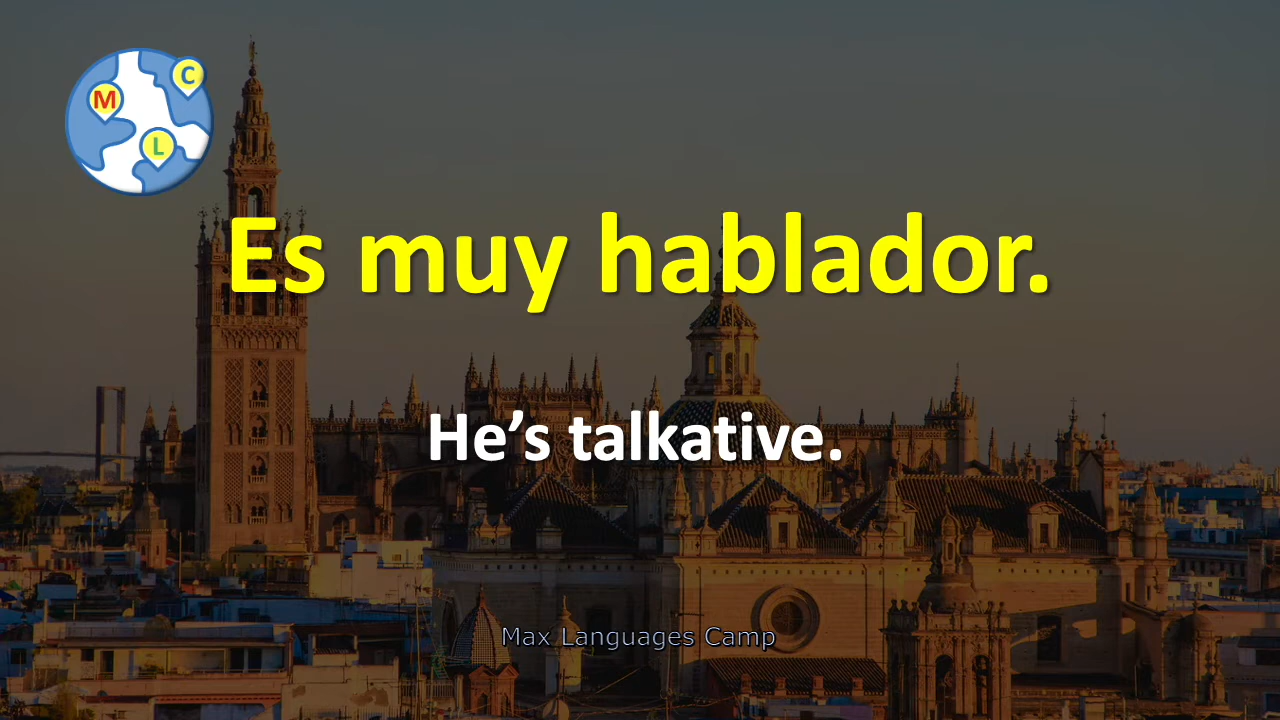 M
C
L
Es muy hablador.
He’s talkative.
Max Languages Camp